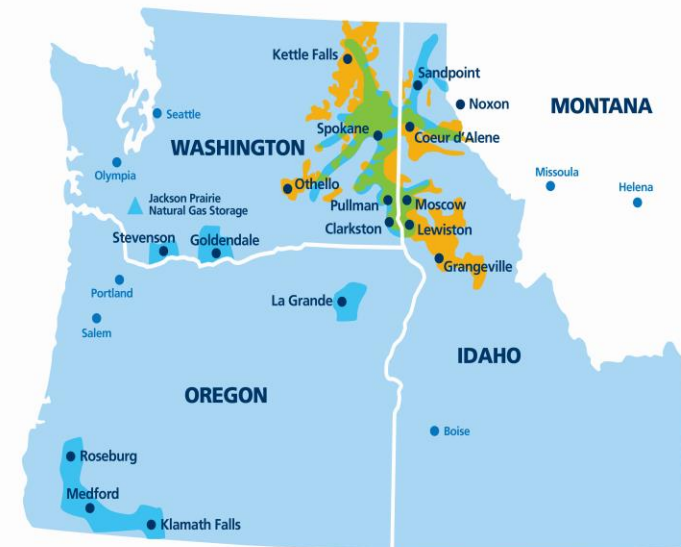 Kettle Falls
Sandpoint
Noxon
MONTANA
Seattle
Spokane
Coeur d'Alene
WASHINGTON
Olympia
Othello
Missoula
Helena
Jackson Prairie
Natural Gas Storage
Pullman
Moscow
Clarkston
Lewiston
Stevenson
Goldendale
Grangeville
Portland
La Grande
Salem
IDAHO
OREGON
Boise
Roseburg
Medford
Klamath Falls